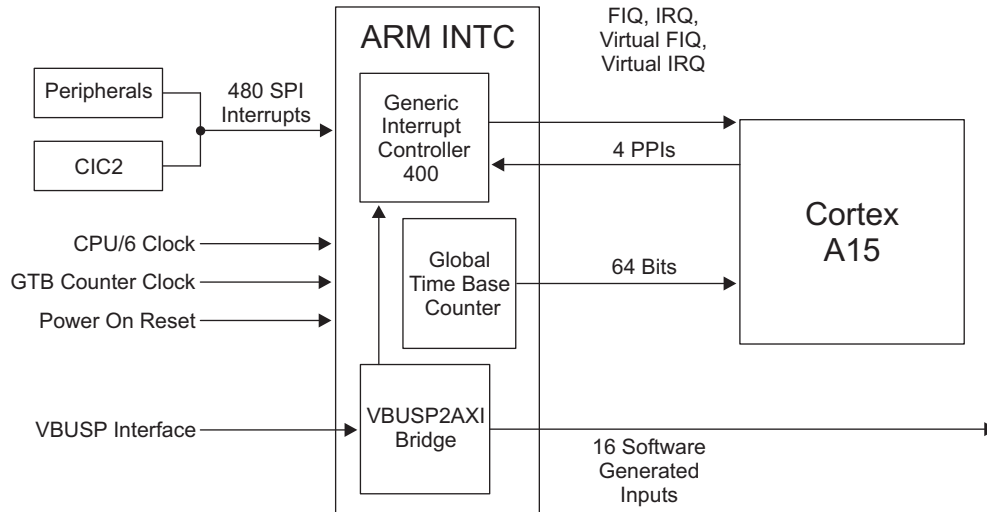 ARM INTC
FIQ, IRQ,
Virtual FIQ,
Virtual IRQ
Peripherals
CIC2
480 SPI
Interrupts
Generic
Interrupt
Controller
400
4 PPIs
Cortex
A15
CPU/6 Clock
GTB Counter Clock
Power On Reset
Global
Time Base
Counter
64 Bits
VBUSP Interface
VBUSP2AXI
Bridge
16 Software
Generated
Inputs